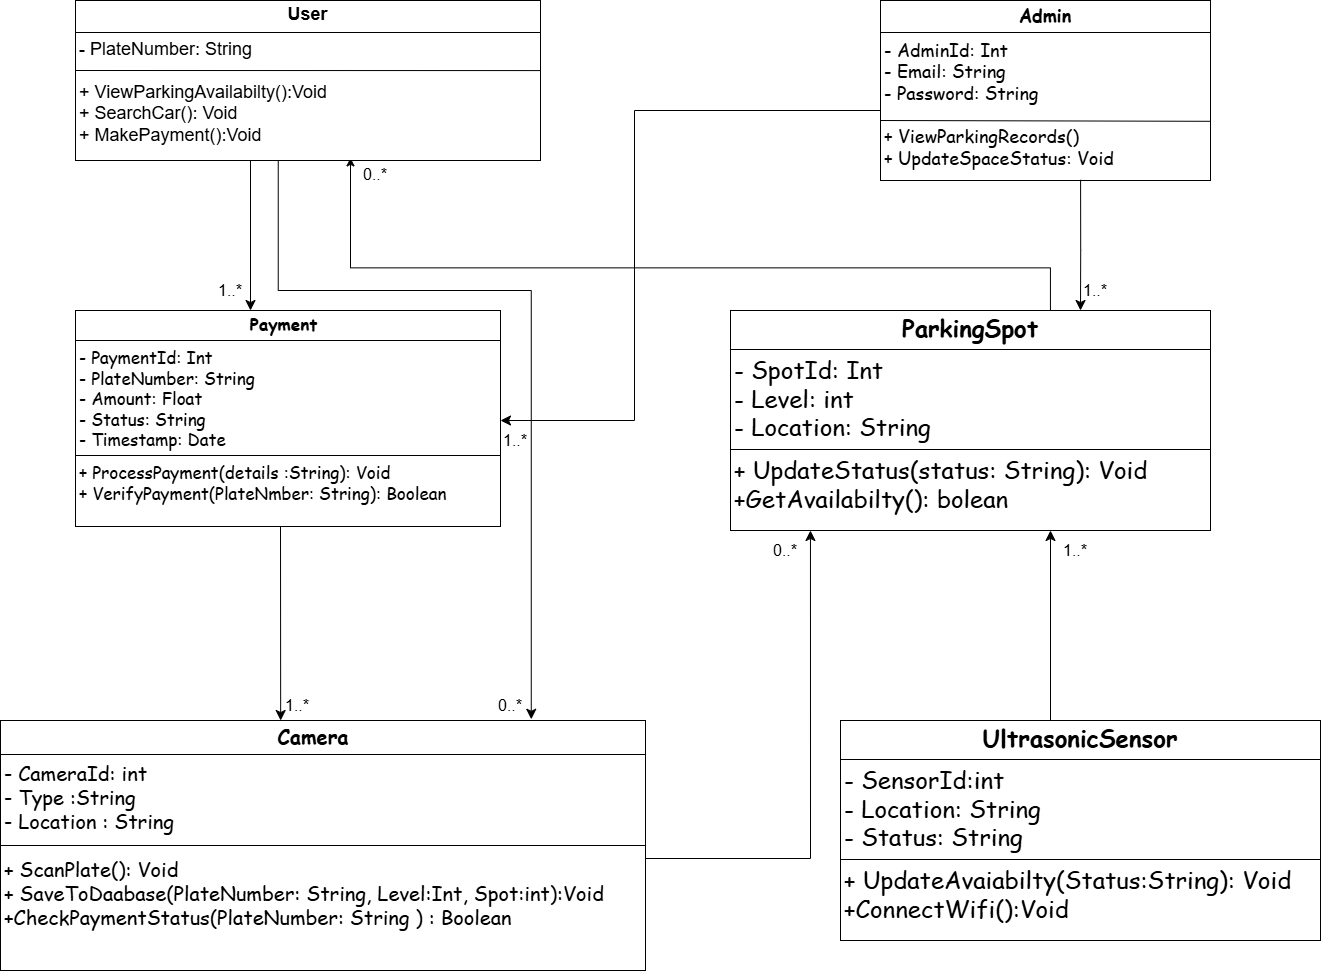 User
- PlateNumber: String
+ ViewParkingAvailabilty():Void
+ SearchCar(): Void
+ MakePayment():Void
Admin
- AdminId: Int
- Email: String
- Password: String
+ ViewParkingRecords()
+ UpdateSpaceStatus: Void
0..*
1..*
1..*
Payment
- PaymentId: Int
- PlateNumber: String
- Amount: Float
- Status: String
- Timestamp: Date
+ ProcessPayment(details :String): Void
+ VerifyPayment(PlateNmber: String): Boolean
1..*
ParkingSpot
- SpotId: Int
- Level: int
- Location: String
+ UpdateStatus(status: String): Void
+GetAvailabilty(): bolean
0..*
1..*
1..*
0..*
Camera
- CameraId: int
- Type :String
- Location : String
+ ScanPlate(): Void
+ SaveToDaabase(PlateNumber: String, Level:Int, Spot:int):Void
+CheckPaymentStatus(PlateNumber: String ) : Boolean
UltrasonicSensor
- SensorId:int
- Location: String
- Status: String
+ UpdateAvaiabilty(Status:String): Void
+ConnectWifi():Void